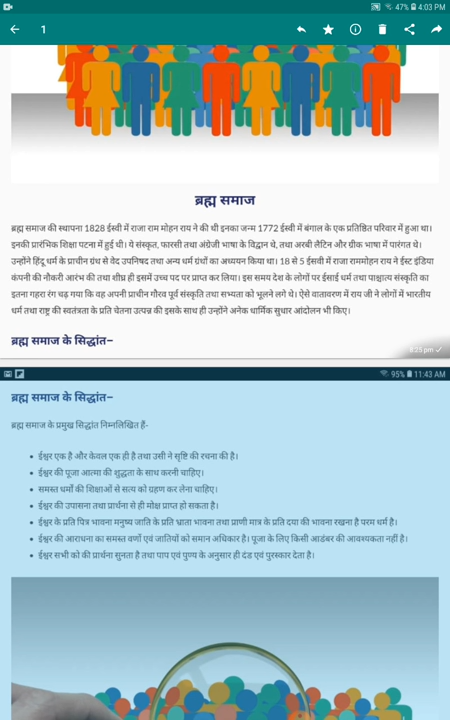 47% 4:03 PM
1
ब्रह्म समाज
ब्रह्म समाज की स्थापना 1828 ईस्वी में राजा राम मोहन राय ने की थी इनका जन्म 1772 ईस्वी में बंगाल के एक प्रतिष्ठित परिवार में हुआ था।
इनकी प्रारंभिक शिक्षा पटना में हुई थी। ये संस्कृत, फारसी तथा अंग्रेजी भाषा के विद्वान थे, तथा अरबी लैटिन और ग्रीक भाषा में पारंगत थे।
उन्होंने हिंदू धर्म के प्राचीन ग्रंथ से वेद उपनिषद तथा अन्य धर्म ग्रंथों का अध्ययन किया था। 18 से 5 ईसवी में राजा राममोहन राय ने ईस्ट इंडिया
कंपनी की नौकरी आरंभ की तथा शीघ्र ही इसमें उच्च पद पर प्राप्त कर लिया। इस समय देश के लोगों पर ईसाई धर्म तथा पाश्चात्य संस्कृति का
इतना गहरा रंग चढ़ गया कि वह अपनी प्राचीन गौरव पूर्व संस्कृति तथा सभ्यता को भूलने लगे थे। ऐसे वातावरण में राय जी ने लोगों में भारतीय
धर्म तथा राष्ट्र की स्वतंत्रता के प्रति चेतना उत्पन्न की इसके साथ ही उन्होंने अनेक धार्मिक सुधार आंदोलन भी किए।
ब्रह्म समाज के सिद्धांत–
8:25 pm
95% 11:43 AM
ब्रह्म समाज के सिद्धांत–
ब्रह्म समाज के प्रमुख सिद्धांत निम्नलिखित हैं-
• ईश्वर एक है और केवल एक ही है तथा उसी ने सृष्टि की रचना की है।
• ईश्वर की पूजा आत्मा की शुद्धता के साथ करनी चाहिए।
• समस्त धर्मों की शिक्षाओं से सत्य को ग्रहण कर लेना चाहिए।
• ईश्वर की उपासना तथा प्रार्थना से ही मोक्ष प्राप्त हो सकता है।
• ईश्वर के प्रति पित्र भावना मनुष्य जाति के प्रति भ्राता भावना तथा प्राणी मात्र के प्रति दया की भावना रखना है परम धर्म है।
• ईश्वर की आराधना का समस्त वर्णो एवं जातियों को समान अधिकार है। पूजा के लिए किसी आडंबर की आवश्यकता नहीं है।
• ईश्वर सभी को की प्रार्थना सुनता है तथा पाप एवं पुण्य के अनुसार ही दंड एवं पुरस्कार देता है।